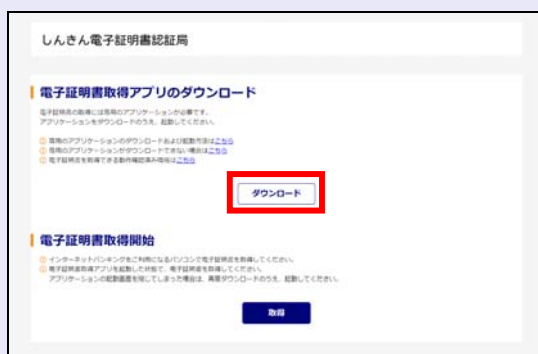 しんきん電子証明書認証局
電子証明書取得アプリのダウンロード
電子証明書の取得には専用のアプリケーションが必要です。
アプリケーションをダウンロードのうえ、起動してください。
専用のアプリケーションのダウンロードおよび起動方法はこちら
専用のアプリケーションがダウンロードできない場合はこちら
電子証明書を取得できる動作確認済み環境はこちら
ダウンロード
電子証明書取得開始
インターネットバンキングをご利用になるパソコンで電子証明書を取得してください。
電子証明書取得アプリを起動した状態で、電子証明書を取得してください。
アプリケーションの起動画面を閉じてしまった場合は、再度ダウンロードのうえ、起動してください。
取得